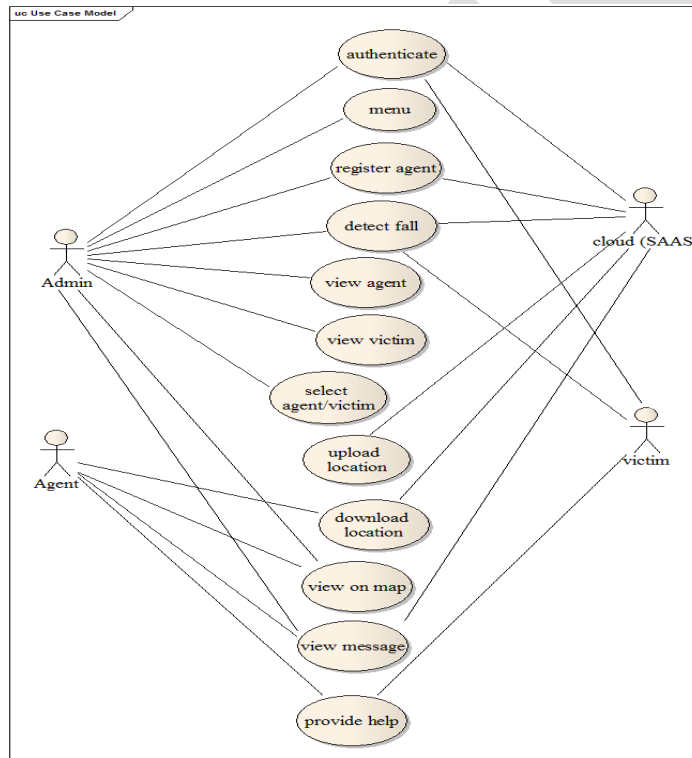 uc Use Case Model
authenticate
menu
register agent
detect fall
cloud (SAAS
Admin
view agent
view victim
select
agent/victim
upload
location
victim
Agent
download
location
view on map
view message
provide help